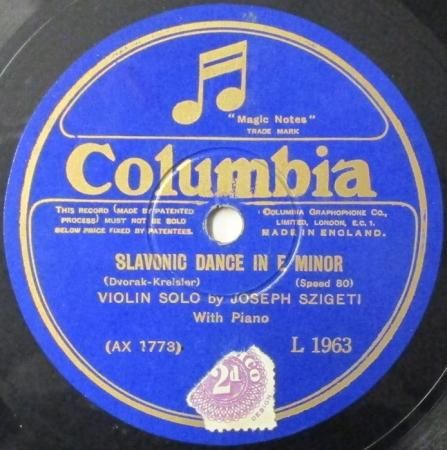 "Magic Notes"
TRADE MARK
Columbia
THIS RECORD (MADE BY PATENTED
PROCESS) MUST NOT BE SOLD
BELOW PRICE FIXED BY PATENTEES.
COLUMBIA GRAPHOPHONE CO.,
LIMITED, LONDON, E.C. 1.
MADE IN ENGLAND.
SLAVONIC DANCE IN E MINOR
(Dvorak-Kreisler) (Speed 80)
VIOLIN SOLO by JOSEPH SZIGETI
With Piano
(AX 1773) L 1963
2d
CO
DESIGN